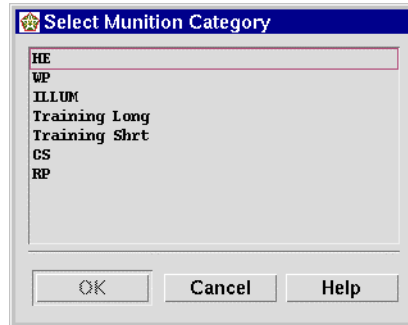 Select Munition Category
HE
WP
ILLUM
Training Long
Training Shrt
CS
RP
OK Cancel Help